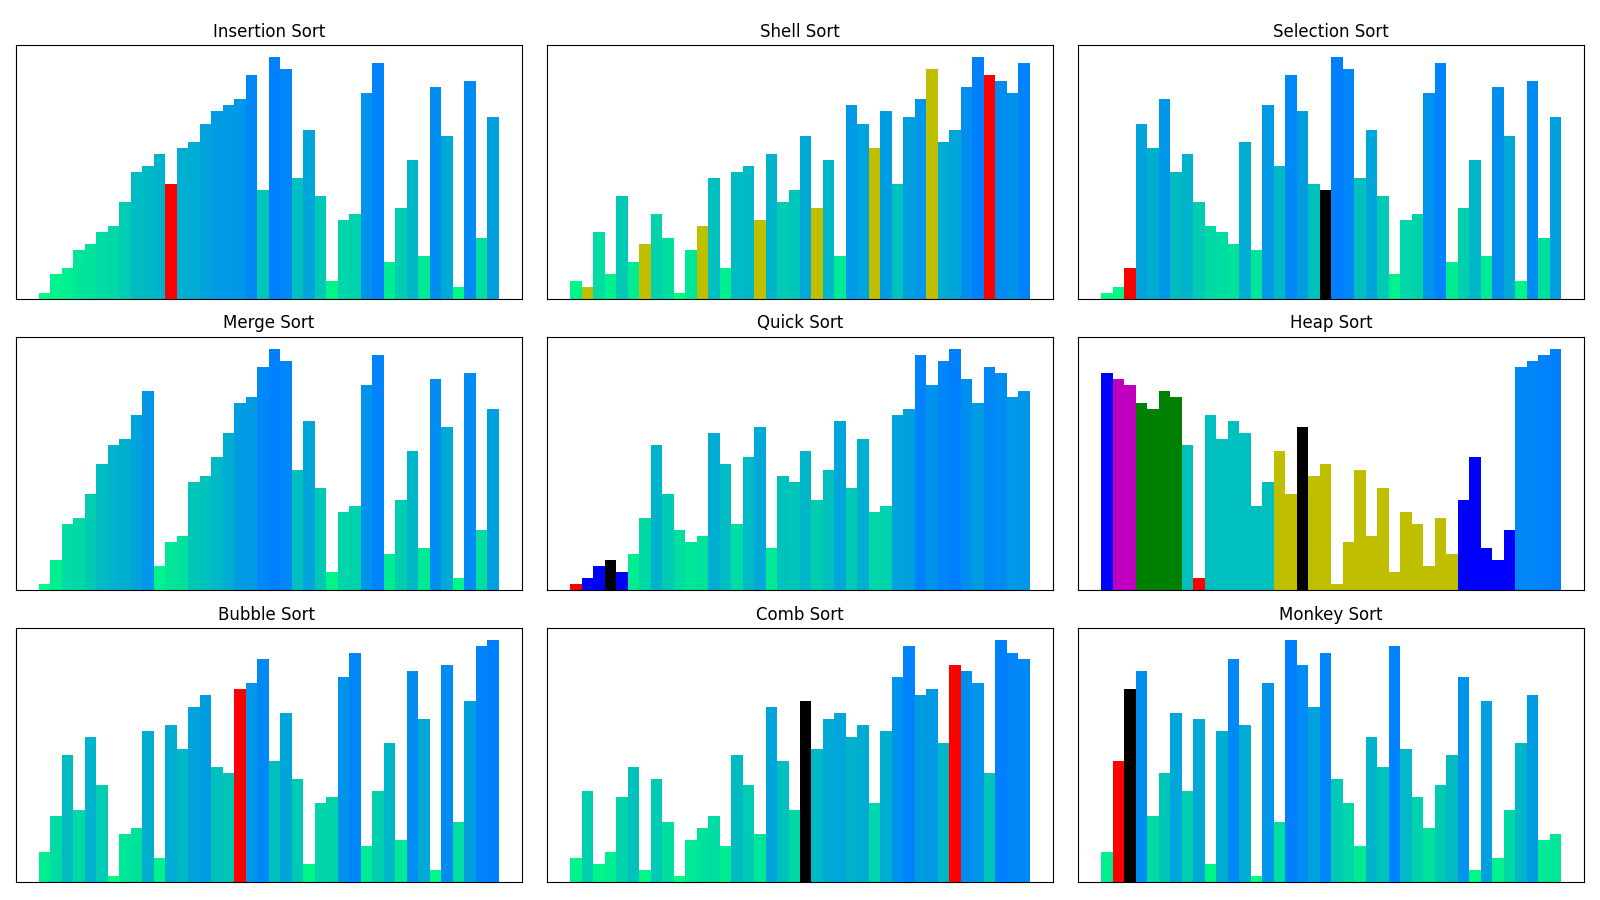 Insertion Sort
Shell Sort
Selection Sort
Merge Sort
Quick Sort
Heap Sort
Bubble Sort
Comb Sort
Monkey Sort